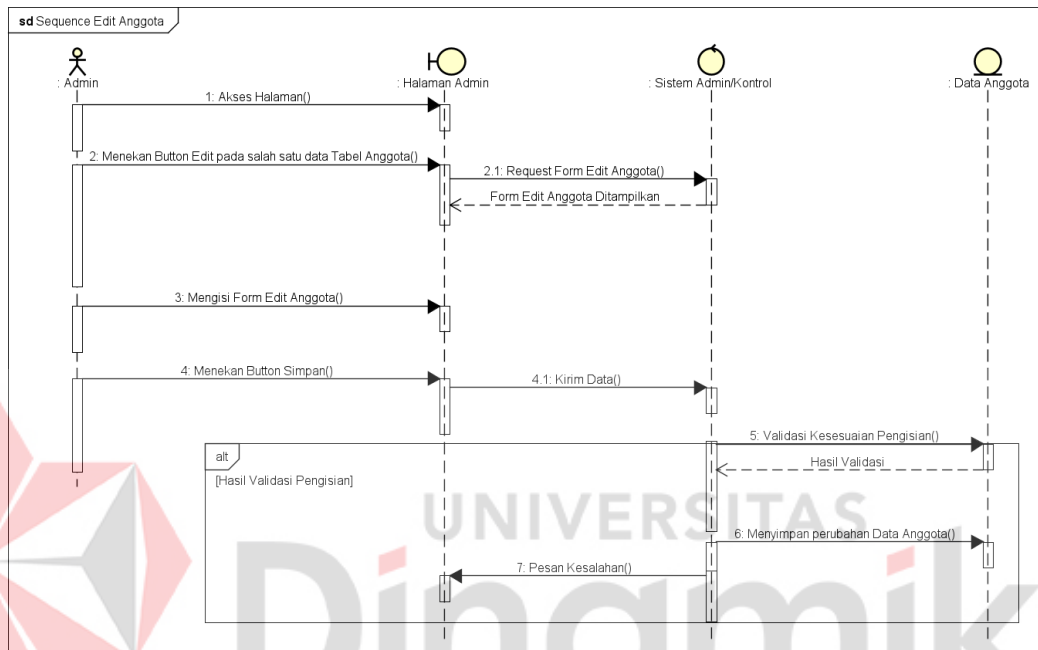 sd Sequence Edit Anggota
: Admin
: Halaman Admin
: Sistem Admin/Kontrol
: Data Anggota
1: Akses Halaman()
2: Menekan Button Edit pada salah satu data Tabel Anggota()
2.1: Request Form Edit Anggota()
Form Edit Anggota Ditampilkan
3: Mengisi Form Edit Anggota()
4: Menekan Button Simpan()
4.1: Kirim Data()
5: Validasi Kesesuaian Pengisian()
alt
Hasil Validasi
[Hasil Validasi Pengisian]
UNIVERSITAS
6: Menyimpan perubahan Data Anggota()
7: Pesan Kesalahan()
Dinamik